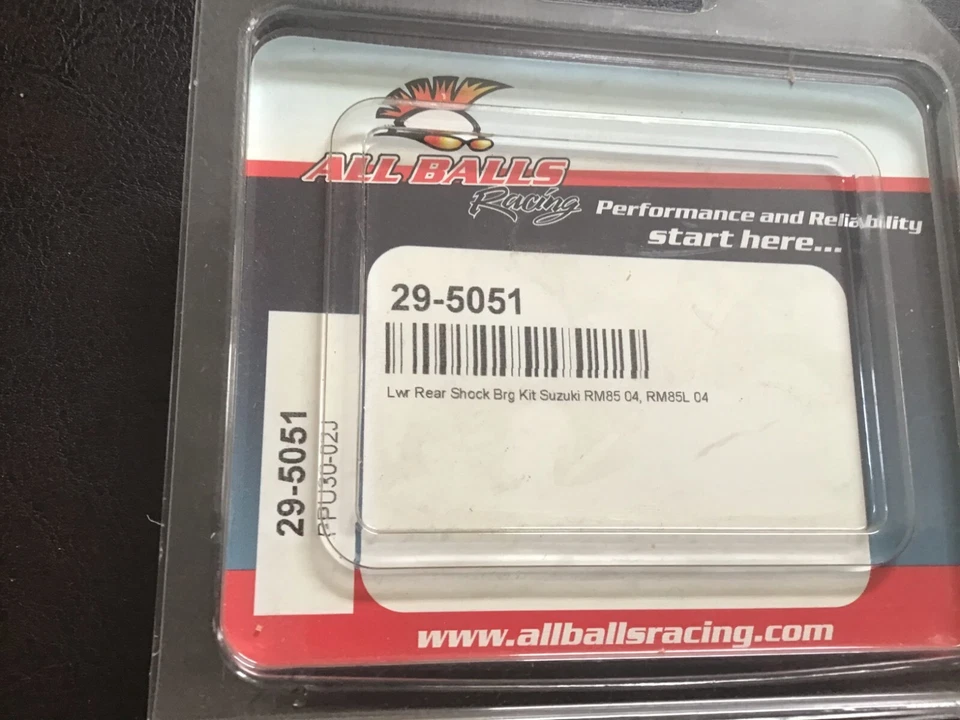 ALL BALLS
Racing
Performance and Reliability
start here...
29-5051
Lwr Rear Shock Brg Kit Suzuki RM85 04, RM85L 04
29-5051
PPU30-02J
www.allballsracing.com